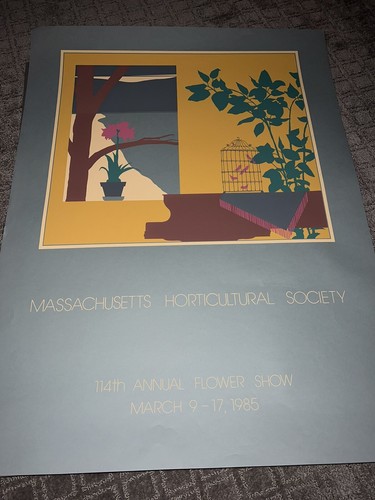 MASSACHUSETTS HORTICULTURAL SOCIETY
114th ANNUAL FLOWER SHOW
MARCH 9-17, 1985